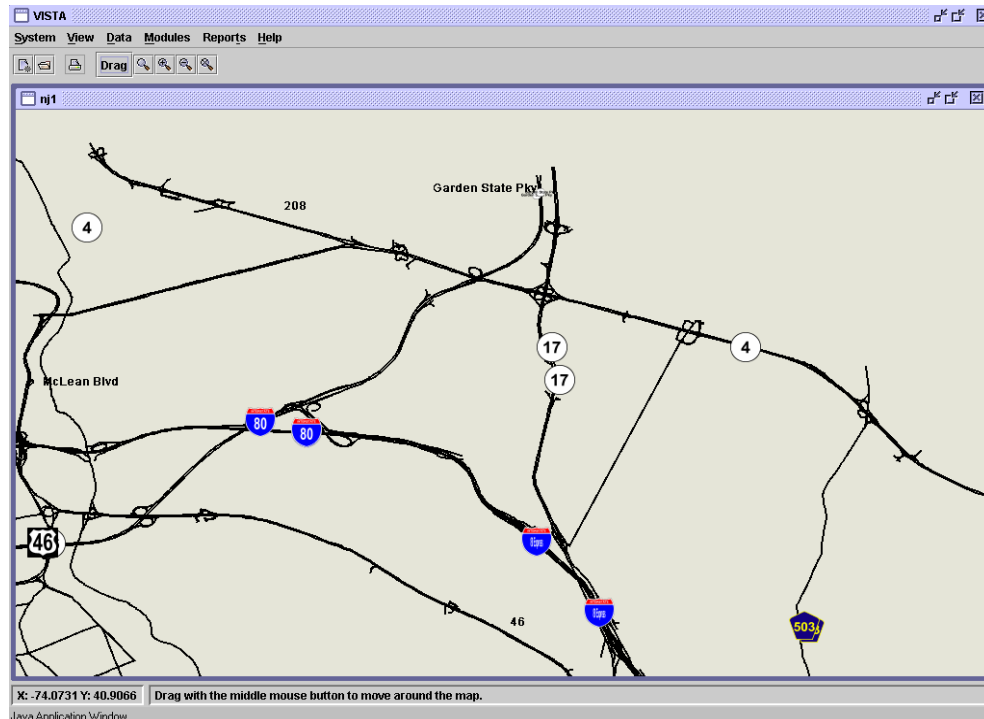 VISTA
System View Data Modules Reports Help
Drag
nj1
Garden State Pky
208
4
17
4
17
McLean Blvd
80
80
46
46
503
X: -74.0731 Y: 40.9066 Drag with the middle mouse button to move around the map.
Java Application Window